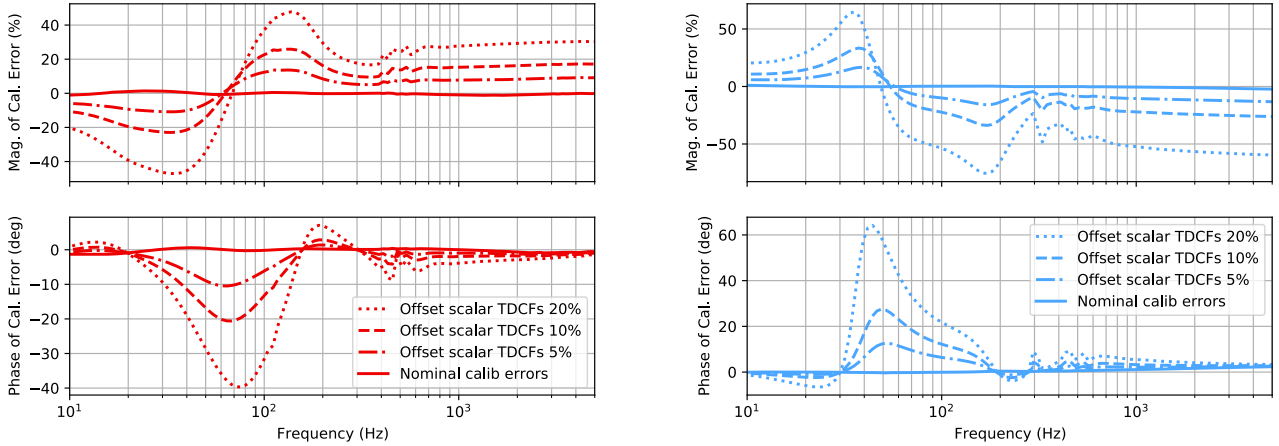 Mag. of Cal. Error (%)
40
20
0
−20
−40
Phase of Cal. Error (deg)
0
−10
−20
−30
−40
Offset scalar TDCFs 20%
Offset scalar TDCFs 10%
Offset scalar TDCFs 5%
Nominal calib errors
10¹
10²
10³
Frequency (Hz)
Mag. of Cal. Error (%)
50
0
−50
Phase of Cal. Error (deg)
60
40
20
0
Offset scalar TDCFs 20%
Offset scalar TDCFs 10%
Offset scalar TDCFs 5%
Nominal calib errors
10¹
10²
10³
Frequency (Hz)